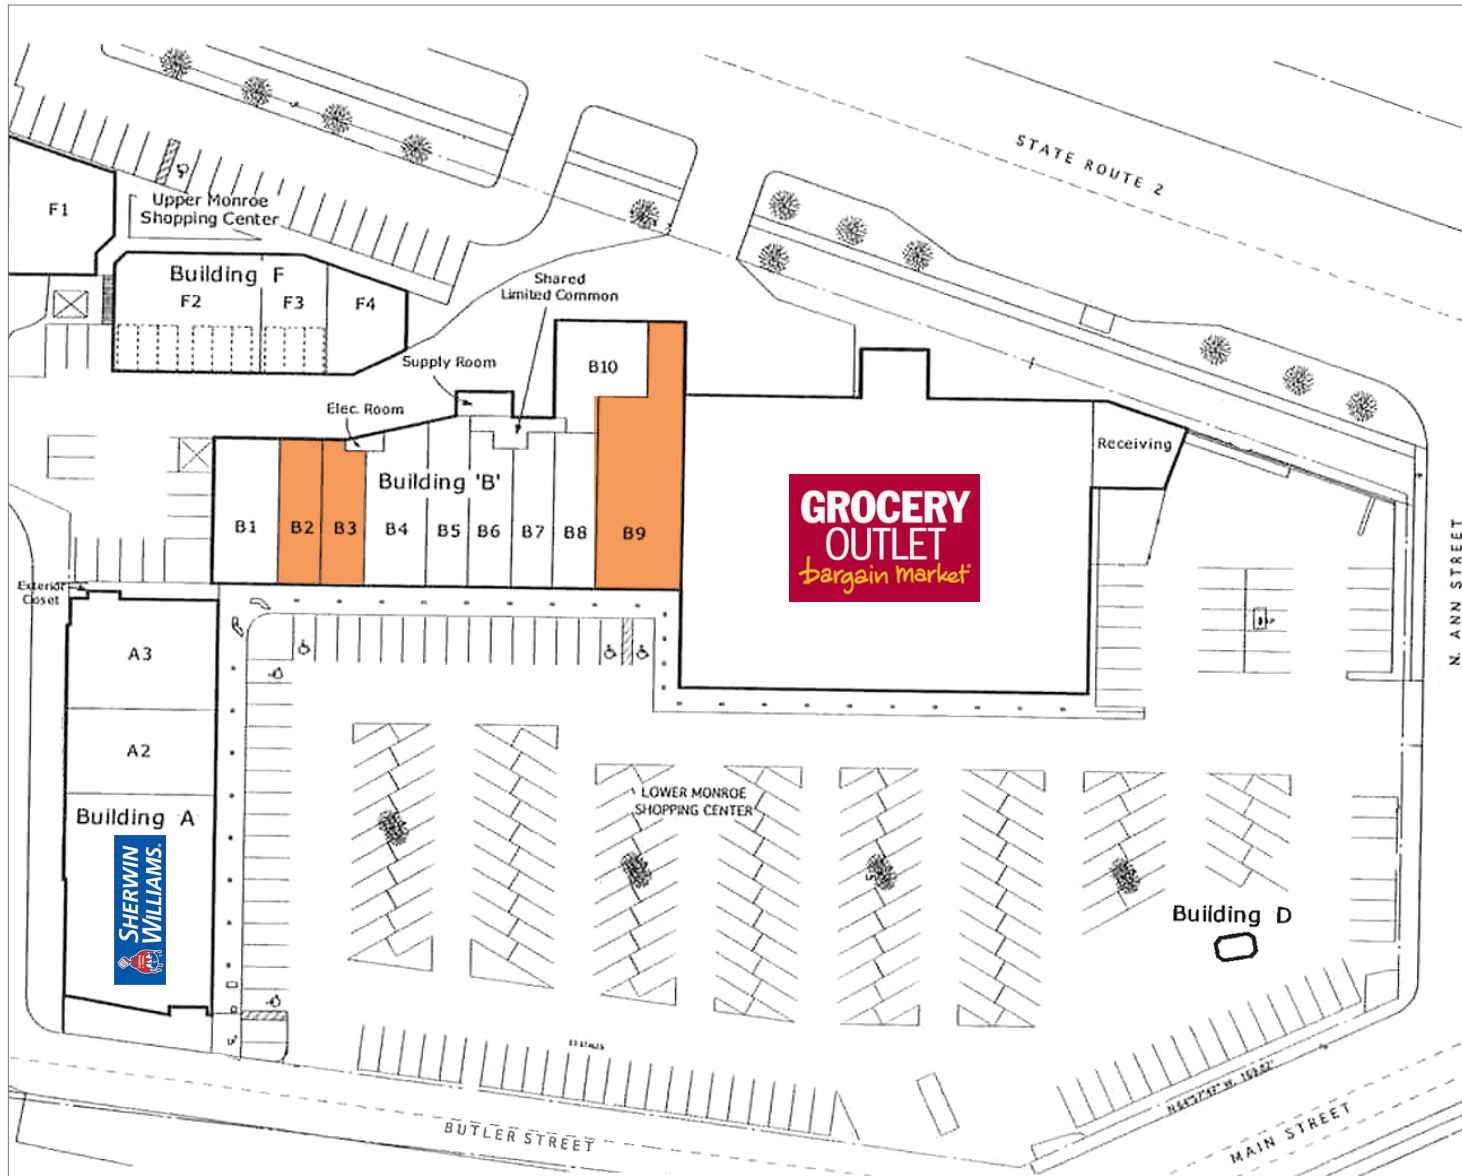 STATE ROUTE 2
F1
Upper Monroe
Shopping Center
Building F
F2
F3
F4
Shared
Limited Common
Supply Room
Elec. Room
B10
Receiving
Building 'B'
B1
B2
B3
B4
B5
B6
B7
B8
B9
GROCERY
OUTLET
bargain market
N. ANN STREET
Exterior
Closet
A3
A2
Building A
SHERWIN
WILLIAMS.
LOWER MONROE
SHOPPING CENTER
Building D
BUTLER STREET
MAIN STREET